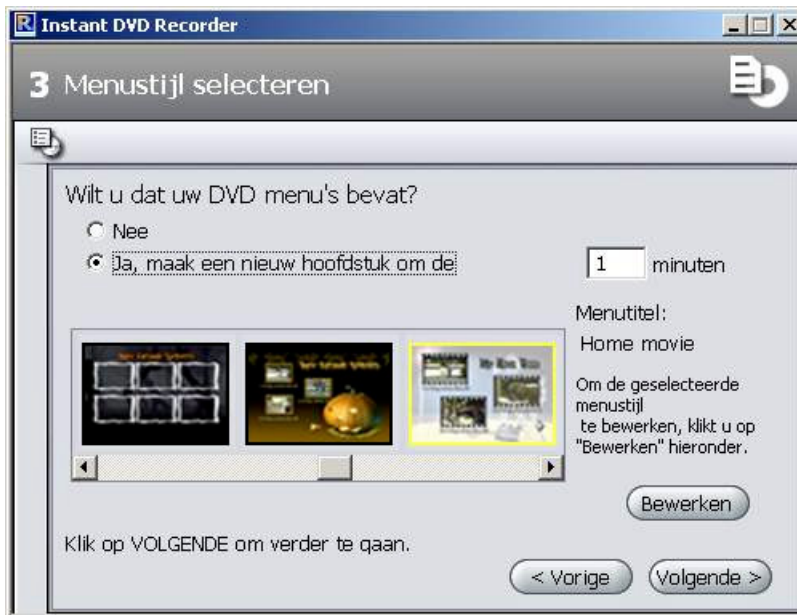 Instant DVD Recorder
3 Menustijl selecteren
Wilt u dat uw DVD menu's bevat?
Nee
Ja, maak een nieuw hoofdstuk om de 1 minuten
Menutitel:
Home movie
Om de geselecteerde
menustijl
te bewerken, klikt u op
"Bewerken" hieronder.
Bewerken
Klik op VOLGENDE om verder te gaan.
< Vorige Volgende >